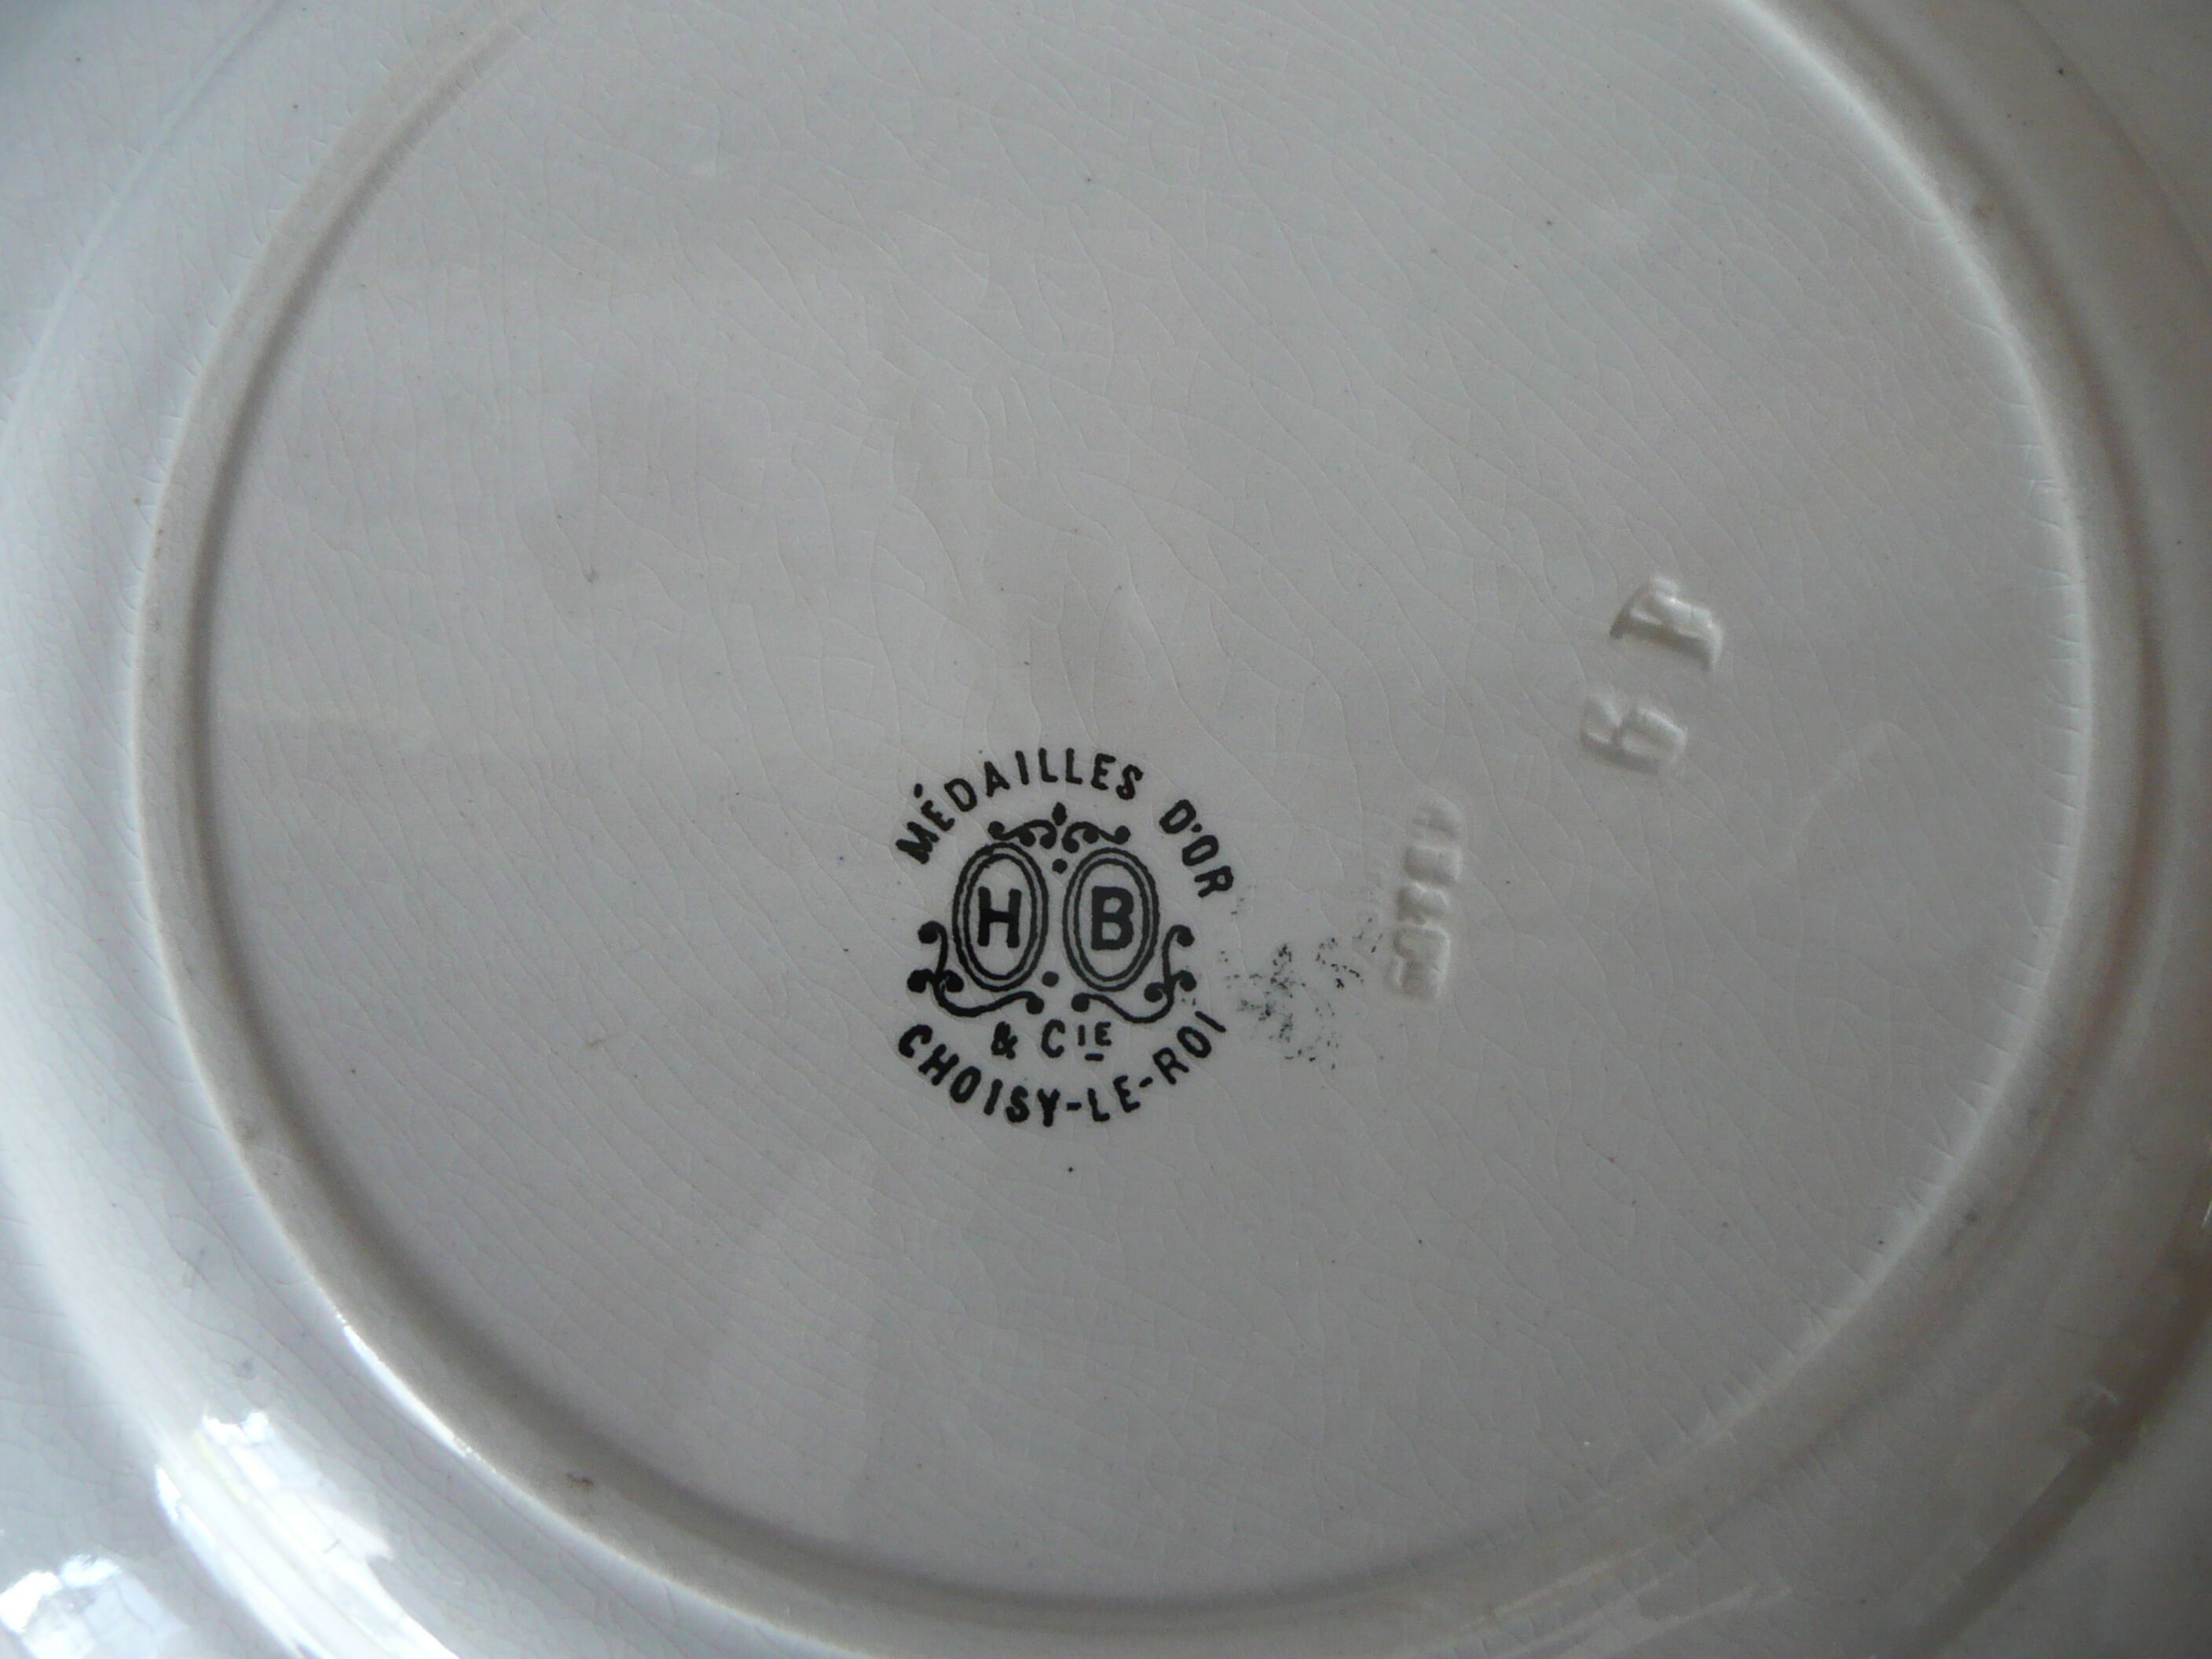 MÉDAILLES D'OR
H B
& CIE
CHOISY-LE-ROI